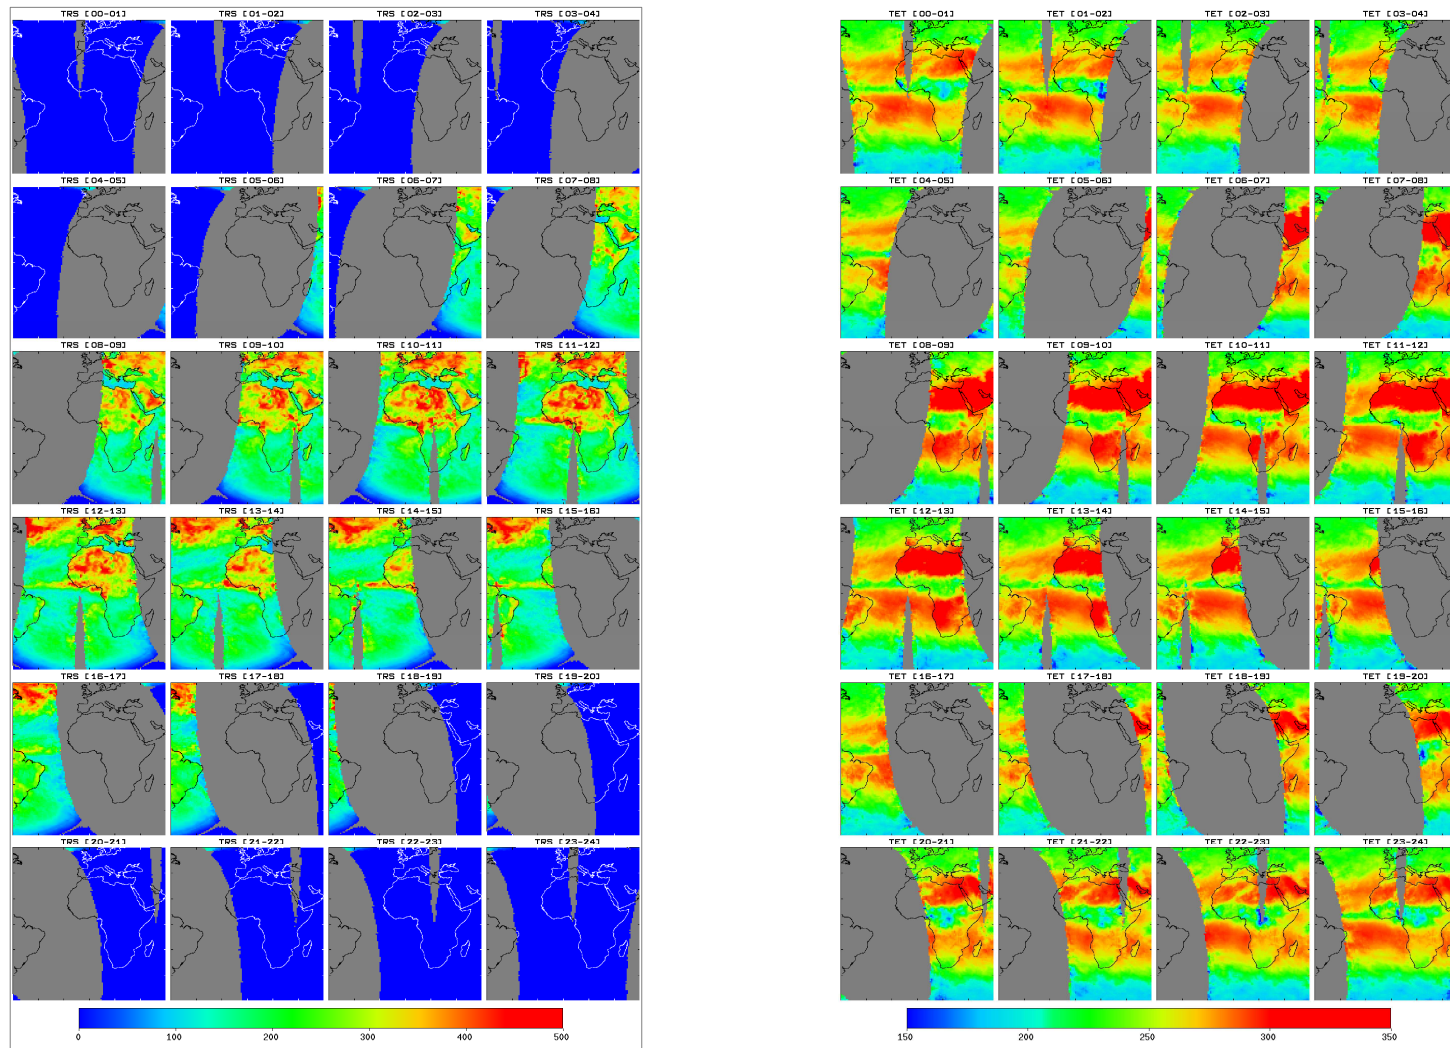 TRS [00-01] TRS [01-02] TRS [02-03] TRS [03-04] TET [00-01] TET [01-02] TET [02-03] TET [03-04]
TRS [04-05] TRS [05-06] TRS [06-07] TRS [07-08] TET [04-05] TET [05-06] TET [06-07] TET [07-08]
TRS [08-09] TRS [09-10] TRS [10-11] TRS [11-12] TET [08-09] TET [09-10] TET [10-11] TET [11-12]
TRS [12-13] TRS [13-14] TRS [14-15] TRS [15-16] TET [12-13] TET [13-14] TET [14-15] TET [15-16]
TRS [16-17] TRS [17-18] TRS [18-19] TRS [19-20] TET [16-17] TET [17-18] TET [18-19] TET [19-20]
TRS [20-21] TRS [21-22] TRS [22-23] TRS [23-24] TET [20-21] TET [21-22] TET [22-23] TET [23-24]
0 100 200 300 400 500 150 200 250 300 350